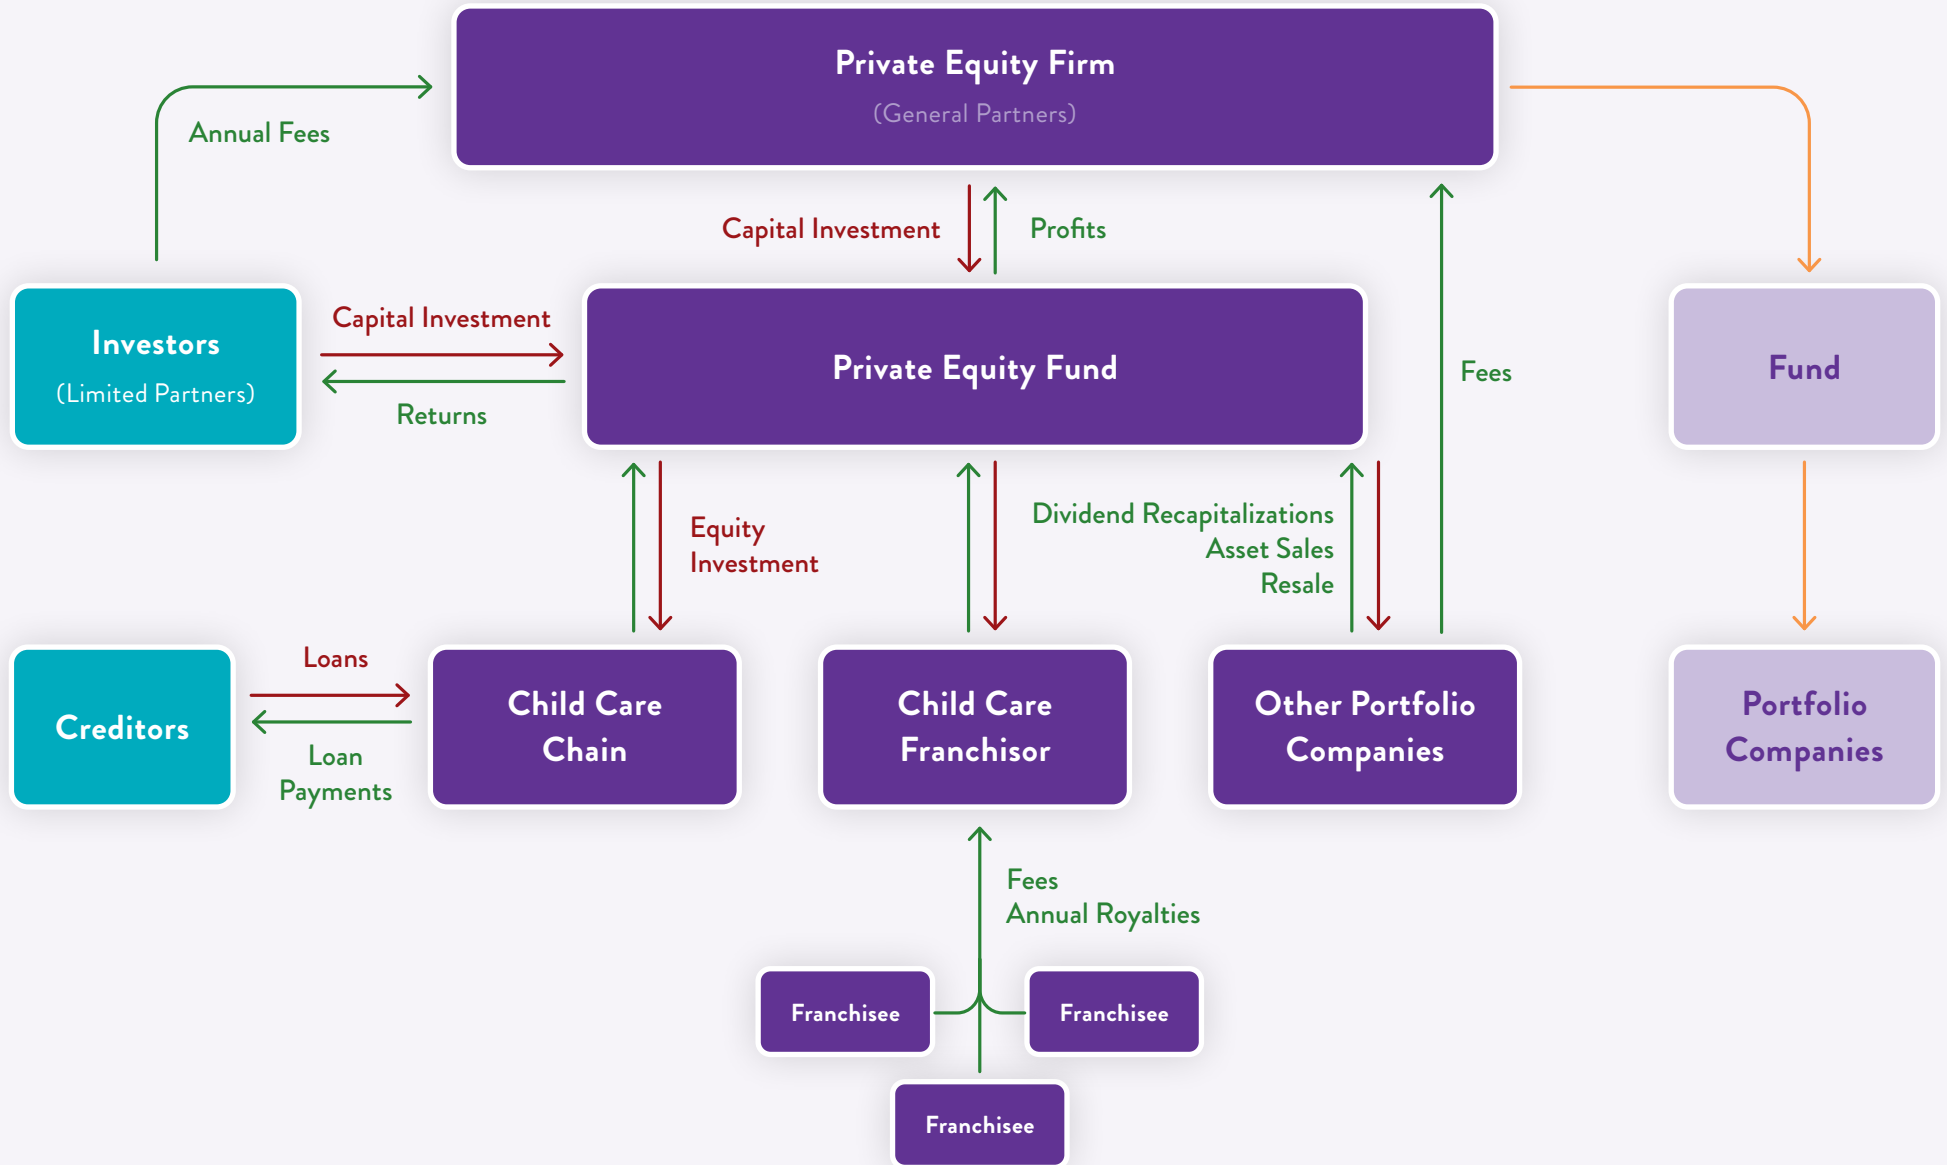 Private Equity Firm
(General Partners)
Annual Fees
Capital Investment
Profits
Investors
(Limited Partners)
Capital Investment
Returns
Private Equity Fund
Fees
Fund
Equity
Investment
Dividend Recapitalizations
Asset Sales
Resale
Creditors
Loans
Loan
Payments
Child Care
Chain
Child Care
Franchisor
Other Portfolio
Companies
Portfolio
Companies
Fees
Annual Royalties
Franchisee
Franchisee
Franchisee